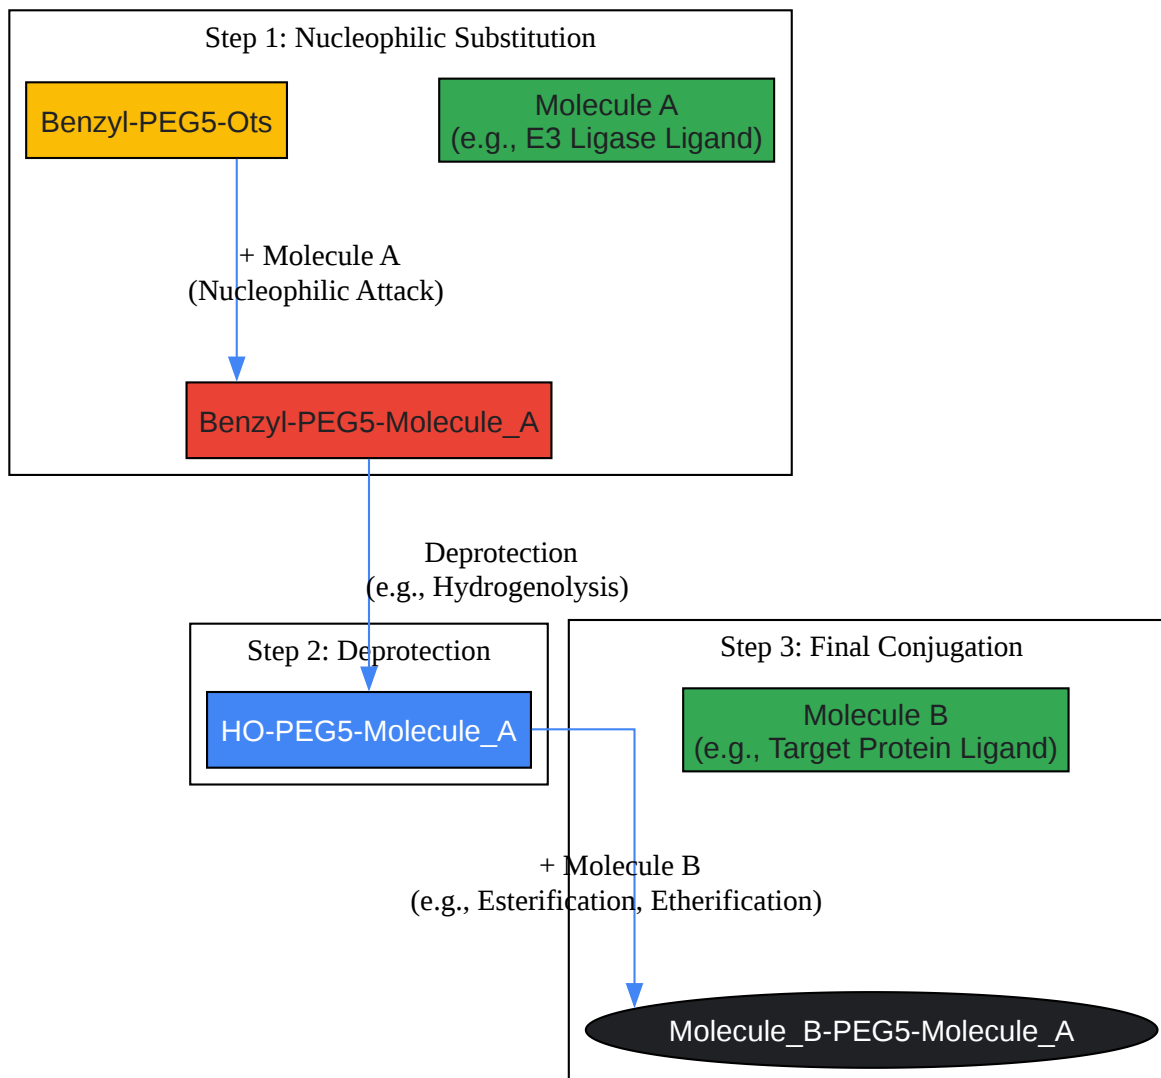 Step 1: Nucleophilic Substitution
Benzyl-PEG5-Ots
Molecule A
(e.g., E3 Ligase Ligand)
+ Molecule A
(Nucleophilic Attack)
Benzyl-PEG5-Molecule_A
Deprotection
(e.g., Hydrogenolysis)
Step 2: Deprotection
HO-PEG5-Molecule_A
Step 3: Final Conjugation
Molecule B
(e.g., Target Protein Ligand)
+ Molecule B
(e.g., Esterification, Etherification)
Molecule_B-PEG5-Molecule_A